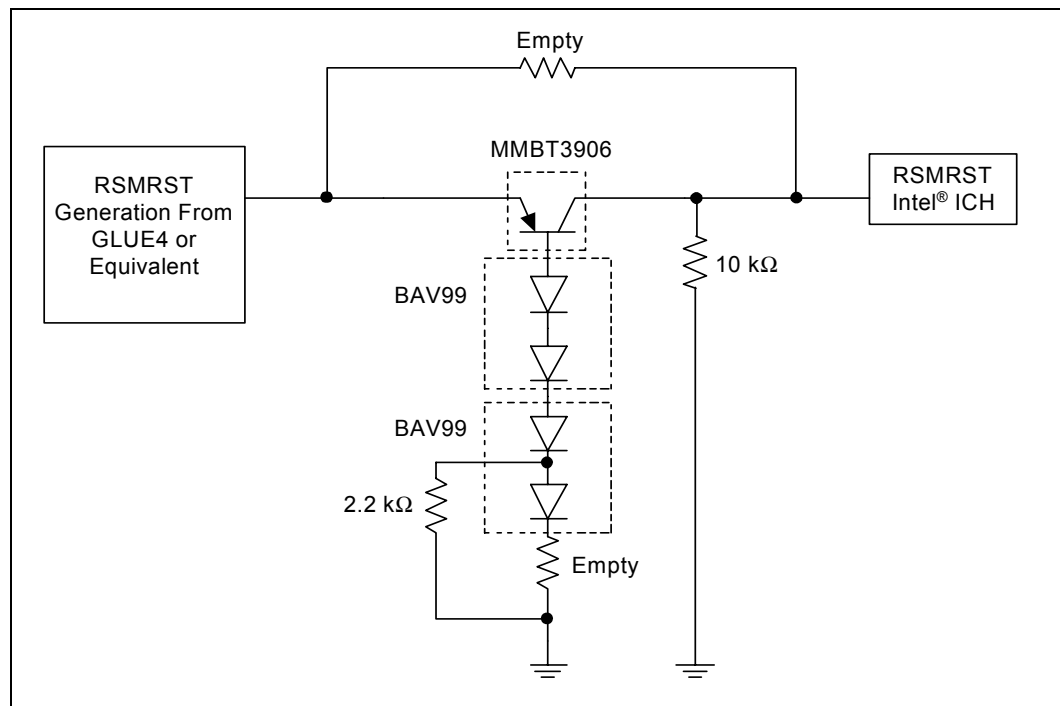 Empty
MMBT3906
RSMRST
Generation From
GLUE4 or
Equivalent
RSMRST
Intel® ICH
10 kΩ
BAV99
BAV99
2.2 kΩ
Empty